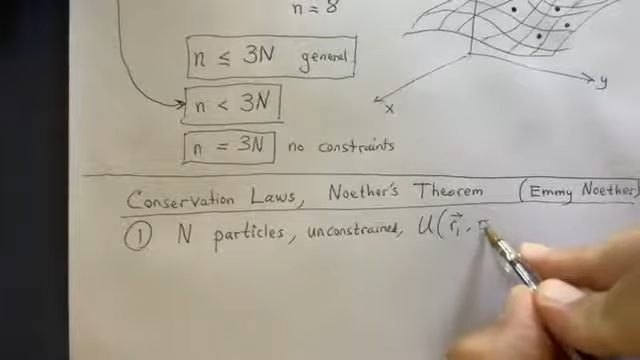 n = 8
n ≤ 3N general
n < 3N
n = 3N no constraints
x
y
Conservation Laws, Noether's Theorem (Emmy Noether)
① N particles, unconstrained, U(r⃗₁,